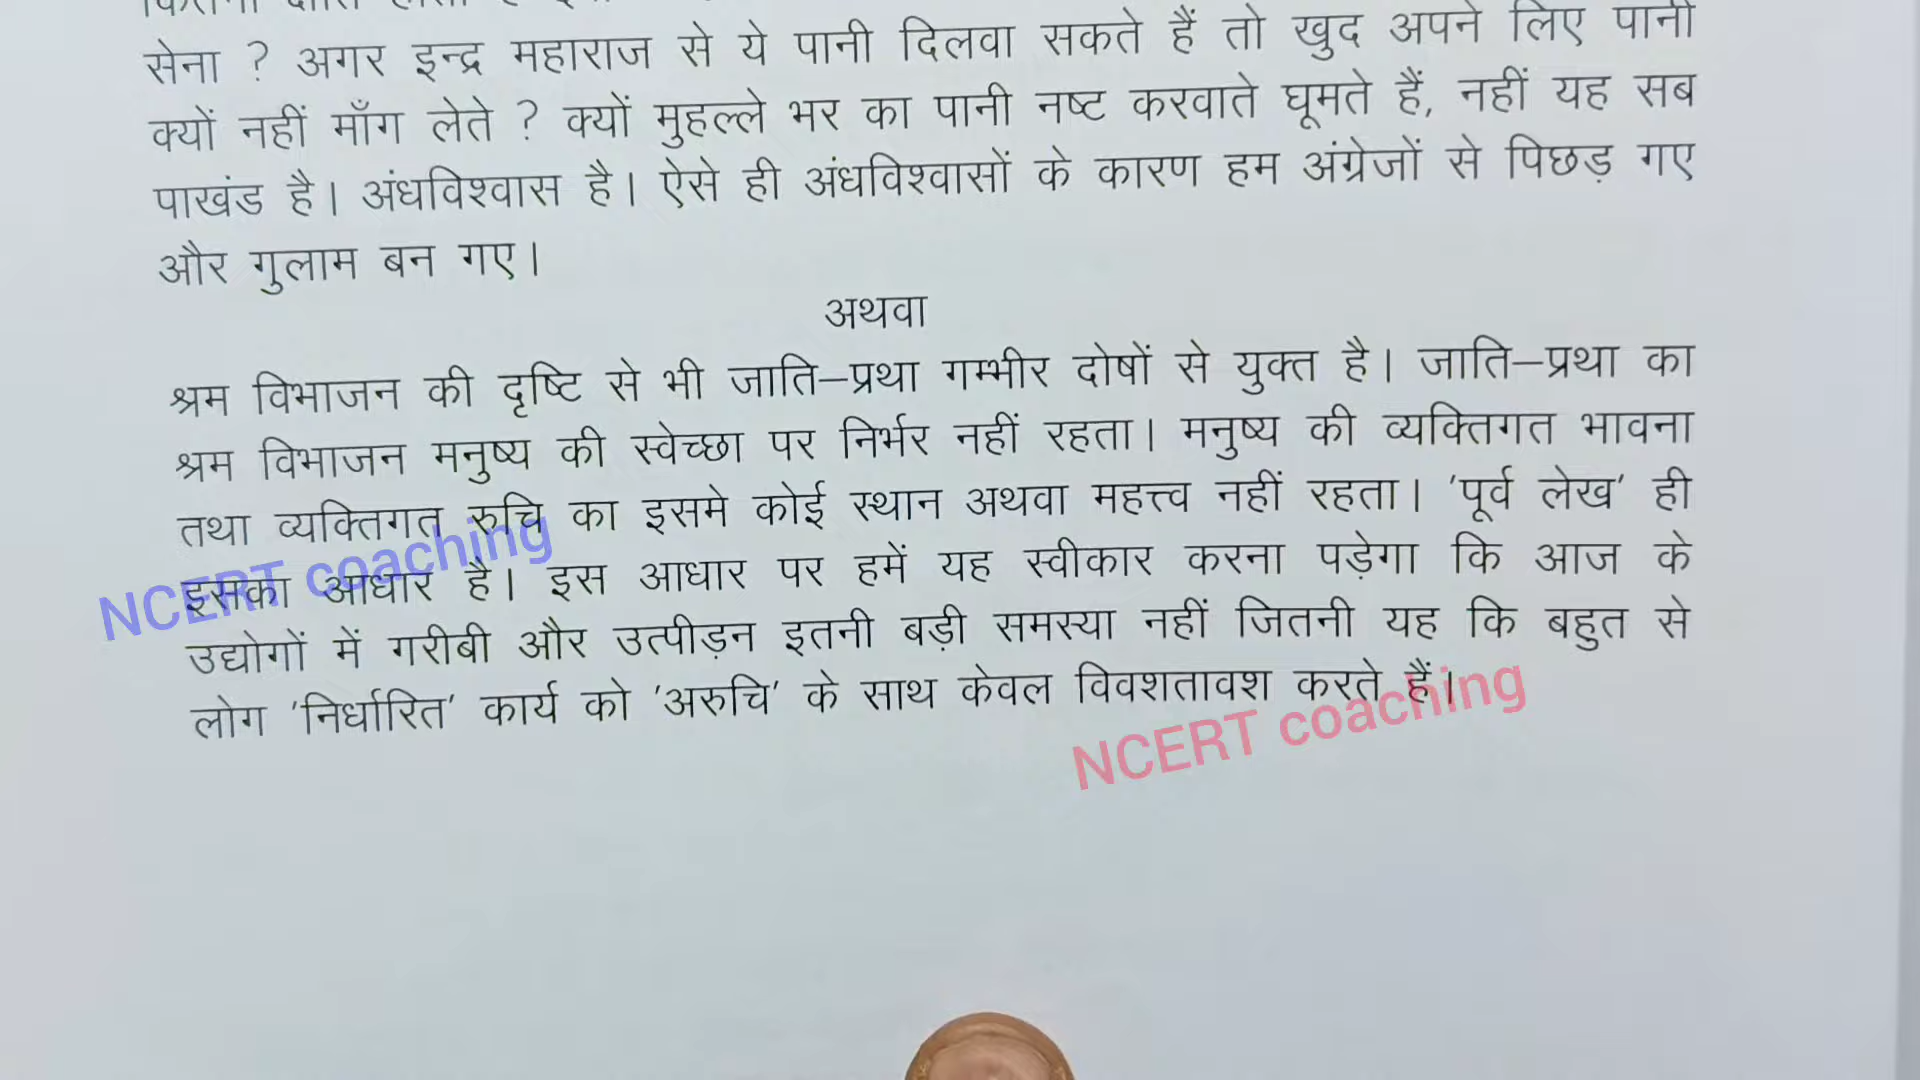 सेना ? अगर इन्द्र महाराज से ये पानी दिलवा सकते हैं तो खुद अपने लिए पानी
क्यों नहीं माँग लेते ? क्यों मुहल्ले भर का पानी नष्ट करवाते घूमते हैं, नहीं यह सब
पाखंड है। अंधविश्वास है। ऐसे ही अंधविश्वासों के कारण हम अंग्रेजों से पिछड़ गए
और गुलाम बन गए।
अथवा
श्रम विभाजन की दृष्टि से भी जाति–प्रथा गम्भीर दोषों से युक्त है। जाति–प्रथा का
श्रम विभाजन मनुष्य की स्वेच्छा पर निर्भर नहीं रहता। मनुष्य की व्यक्तिगत भावना
तथा व्यक्तिगत रुचि का इसमे कोई स्थान अथवा महत्त्व नहीं रहता। 'पूर्व लेख' ही
इसका आधार है। इस आधार पर हमें यह स्वीकार करना पड़ेगा कि आज के
उद्योगों में गरीबी और उत्पीड़न इतनी बड़ी समस्या नहीं जितनी यह कि बहुत से
लोग 'निर्धारित' कार्य को 'अरुचि' के साथ केवल विवशतावश करते हैं।
NCERT coaching
NCERT coaching